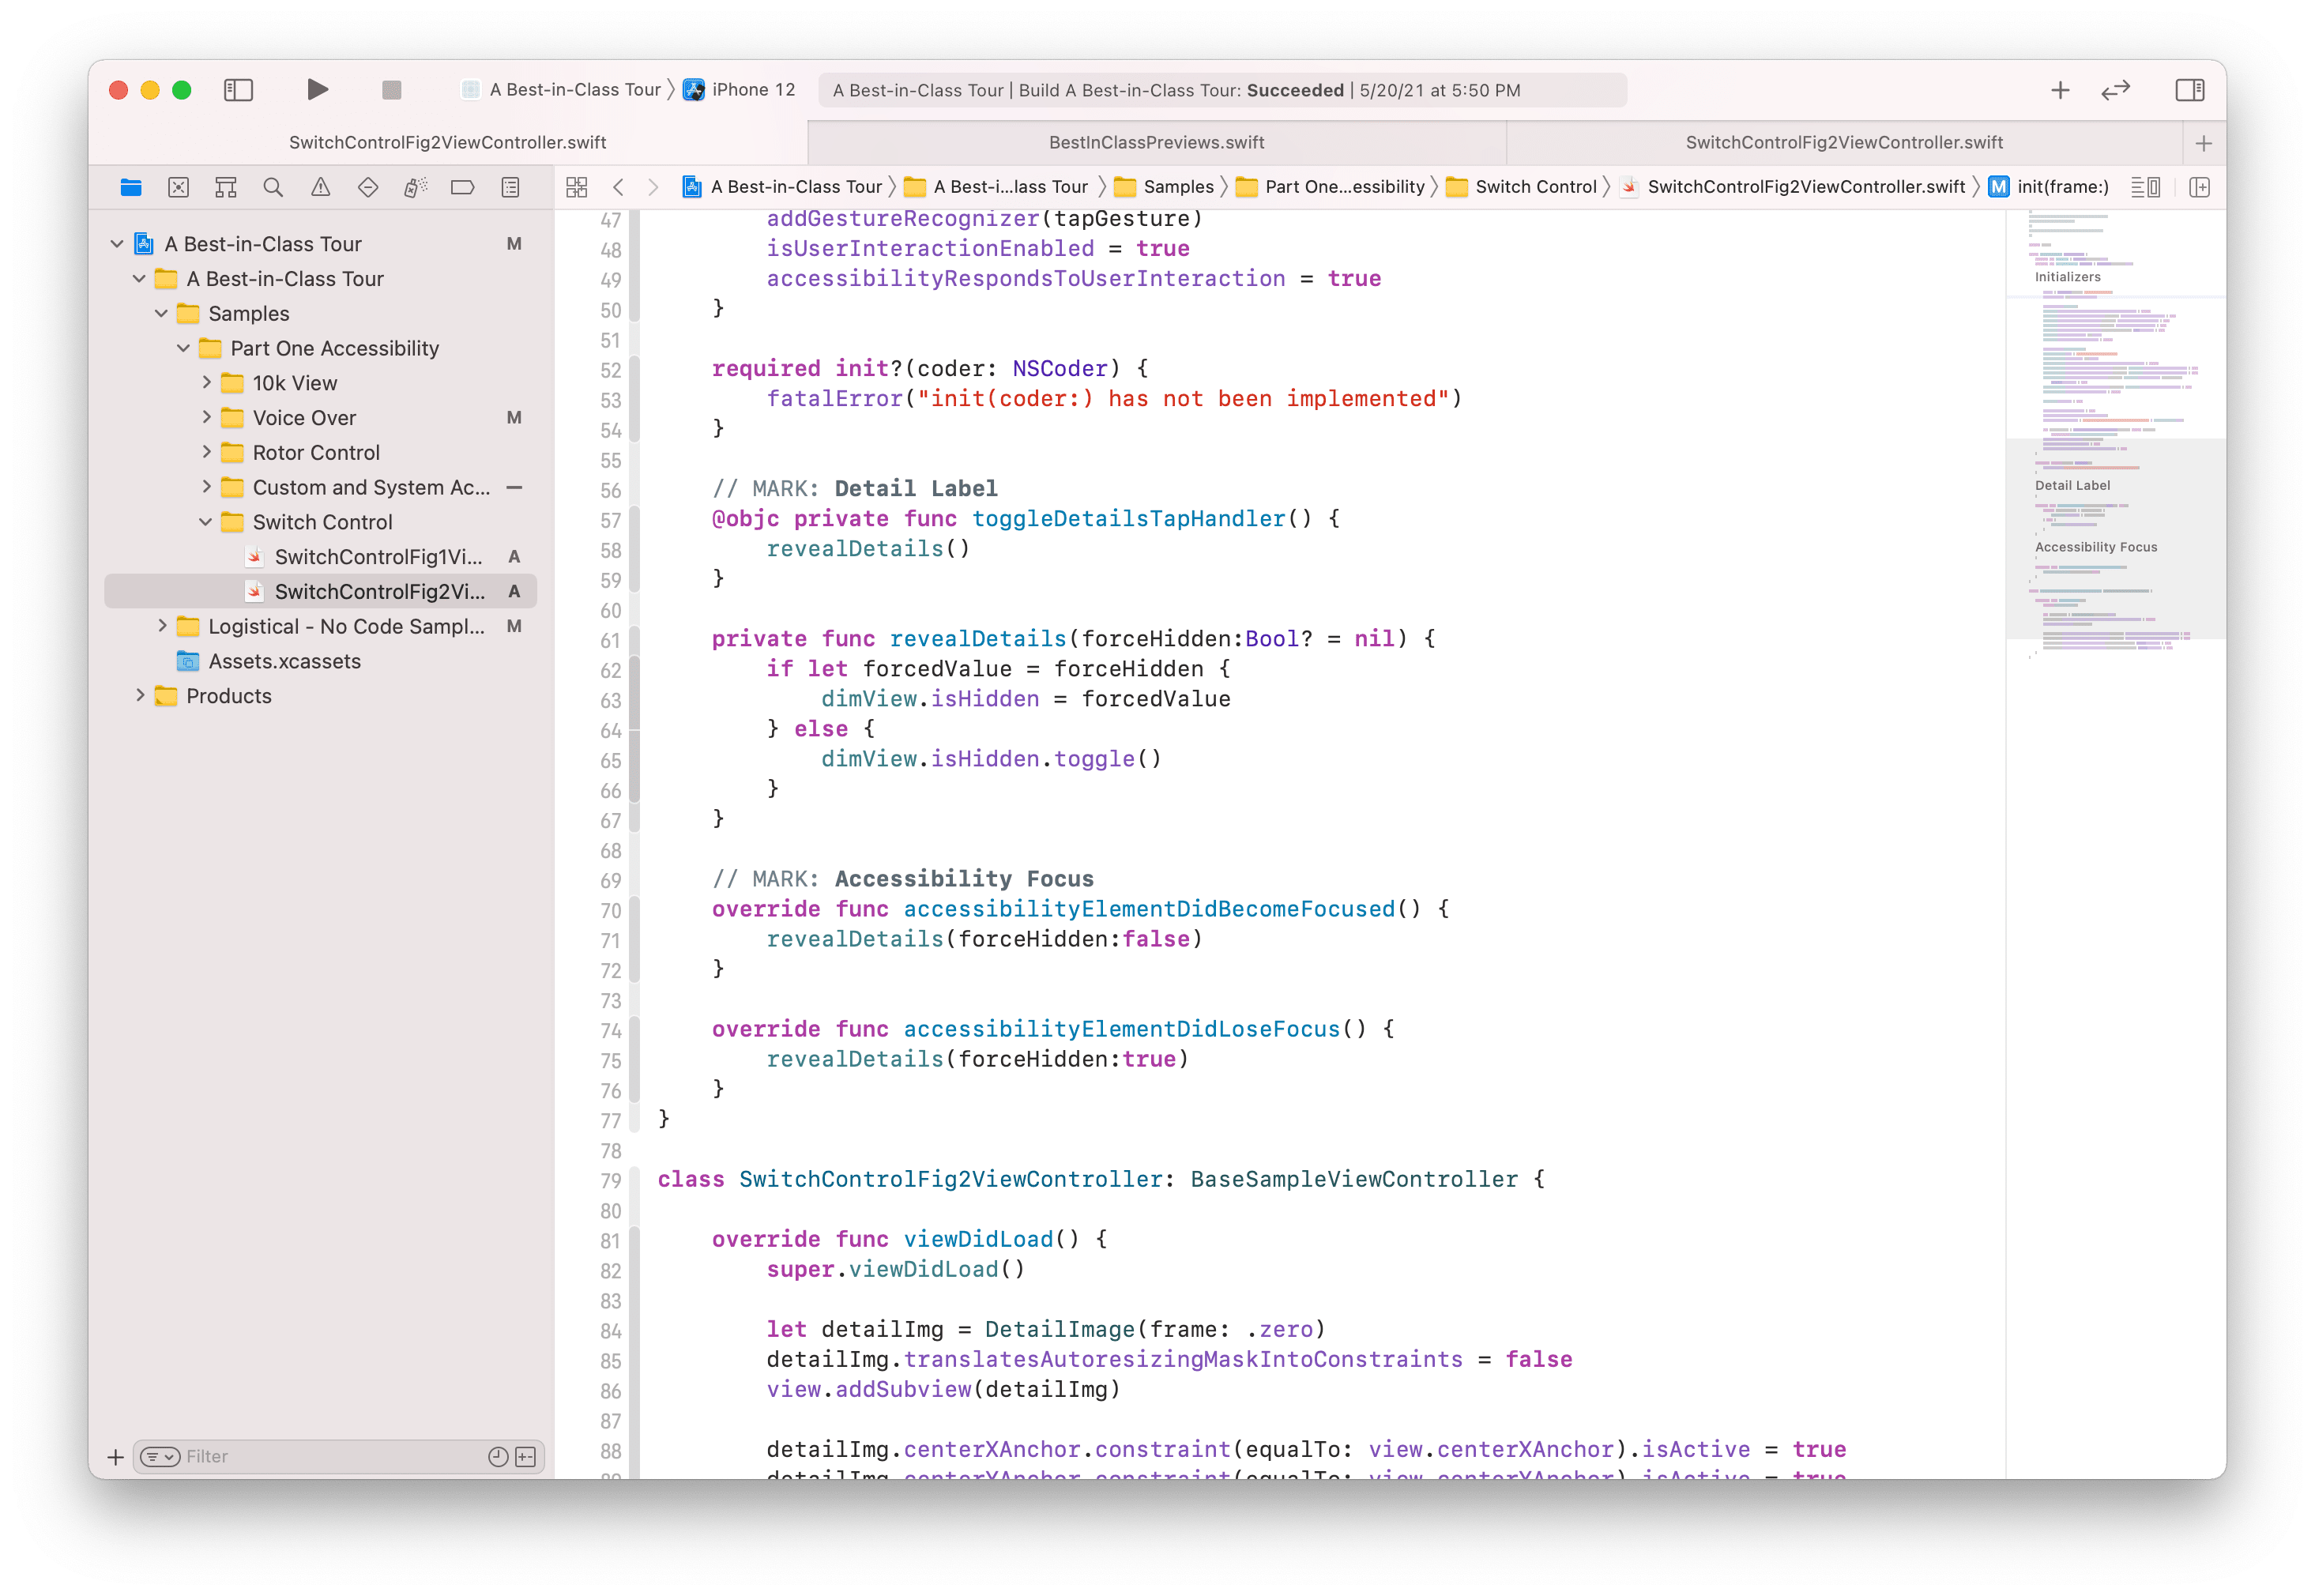 A Best-in-Class Tour 〉 iPhone 12
A Best-in-Class Tour | Build A Best-in-Class Tour: Succeeded | 5/20/21 at 5:50 PM
SwitchControlFig2ViewController.swift
BestInClassPreviews.swift
SwitchControlFig2ViewController.swift
A Best-in-Class Tour 〉 A Best-i...lass Tour 〉 Samples 〉 Part One...essibility 〉 Switch Control 〉 SwitchControlFig2ViewController.swift 〉 M init(frame:)
A Best-in-Class Tour M
A Best-in-Class Tour
Samples
Part One Accessibility
10k View
Voice Over M
Rotor Control
Custom and System Ac... –
Switch Control
SwitchControlFig1Vi... A
SwitchControlFig2Vi... A
Logistical - No Code Sampl... M
Assets.xcassets
Products
Filter
47 addGestureRecognizer(tapGesture)
48 isUserInteractionEnabled = true
49 accessibilityRespondsToUserInteraction = true
50 }
51
52 required init?(coder: NSCoder) {
53 fatalError("init(coder:) has not been implemented")
54 }
55
56 // MARK: Detail Label
57 @objc private func toggleDetailsTapHandler() {
58 revealDetails()
59 }
60
61 private func revealDetails(forceHidden:Bool? = nil) {
62 if let forcedValue = forceHidden {
63 dimView.isHidden = forcedValue
64 } else {
65 dimView.isHidden.toggle()
66 }
67 }
68
69 // MARK: Accessibility Focus
70 override func accessibilityElementDidBecomeFocused() {
71 revealDetails(forceHidden:false)
72 }
73
74 override func accessibilityElementDidLoseFocus() {
75 revealDetails(forceHidden:true)
76 }
77 }
78
79 class SwitchControlFig2ViewController: BaseSampleViewController {
80
81 override func viewDidLoad() {
82 super.viewDidLoad()
83
84 let detailImg = DetailImage(frame: .zero)
85 detailImg.translatesAutoresizingMaskIntoConstraints = false
86 view.addSubview(detailImg)
87
88 detailImg.centerXAnchor.constraint(equalTo: view.centerXAnchor).isActive = true
89 detailImg.centerYAnchor.constraint(equalTo: view.centerYAnchor).isActive = true
Initializers
Detail Label
Accessibility Focus